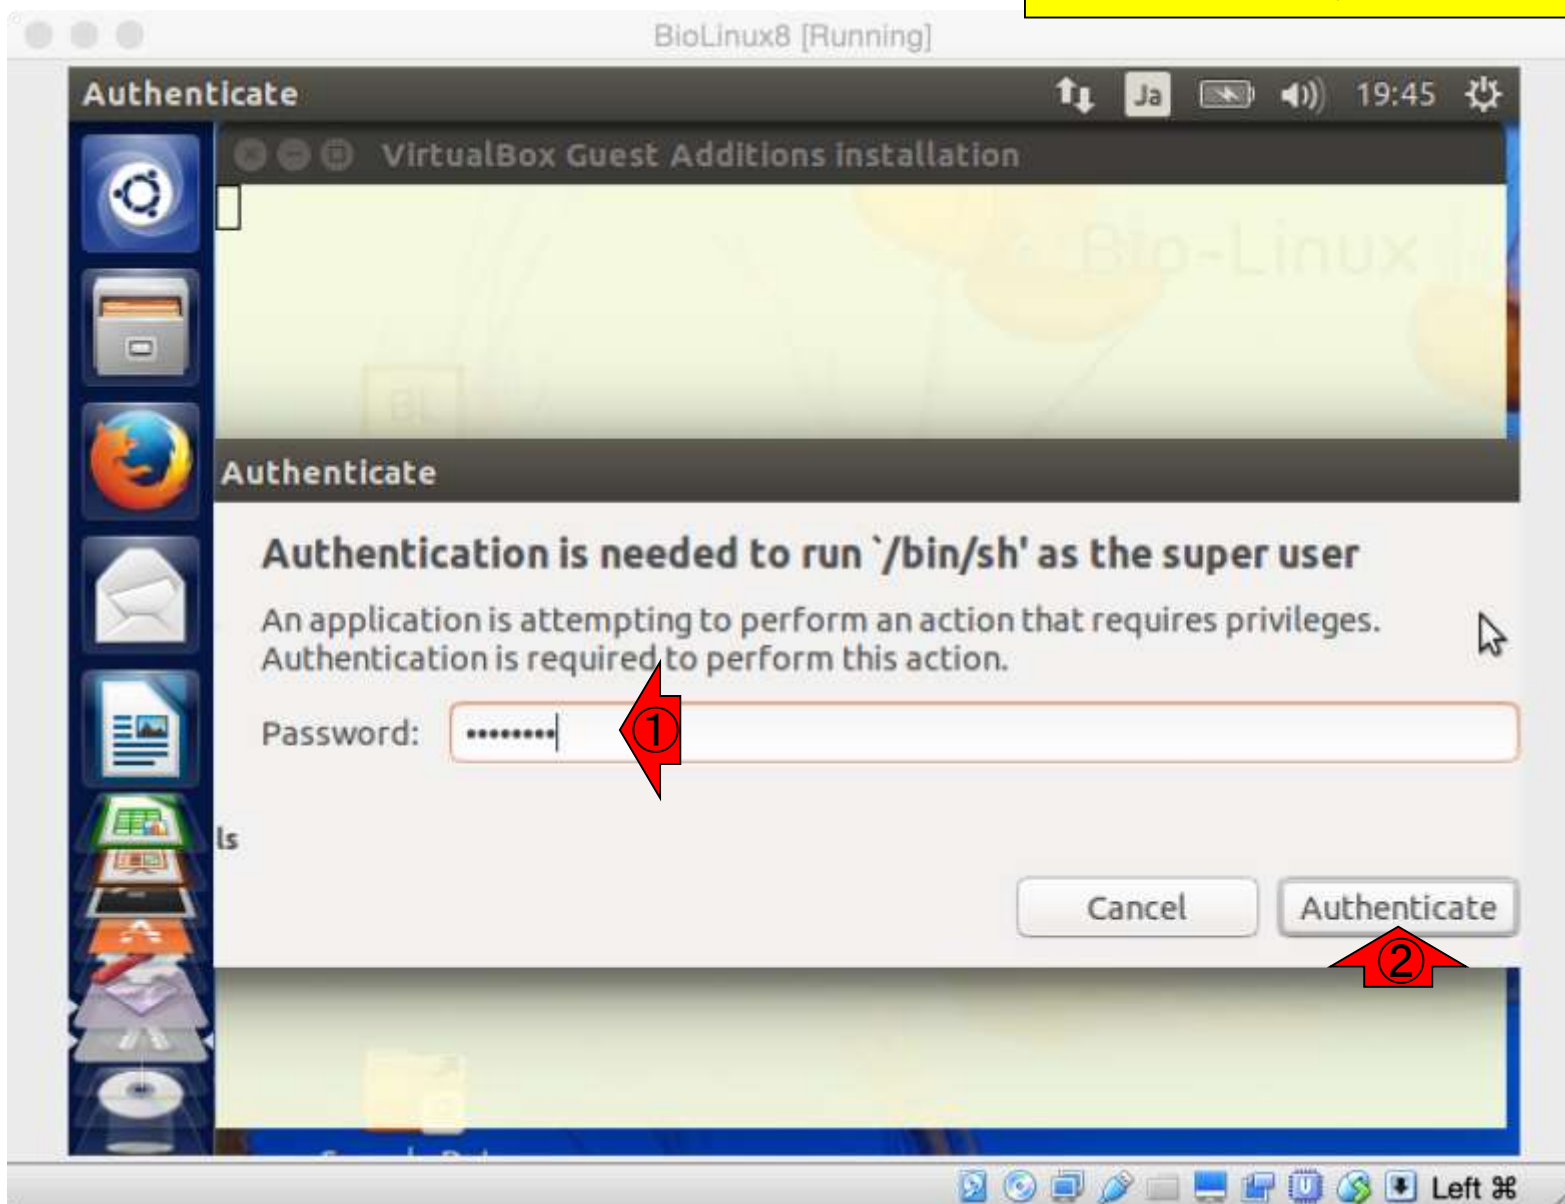 BioLinux8 [Running]
Authenticate
Ja
19:45
VirtualBox Guest Additions installation
Bio-Linux
BL
Authenticate
Authentication is needed to run `/bin/sh' as the super user
An application is attempting to perform an action that requires privileges.
Authentication is required to perform this action.
Password: ••••••••
①
ls
Cancel
Authenticate
②
Left ⌘